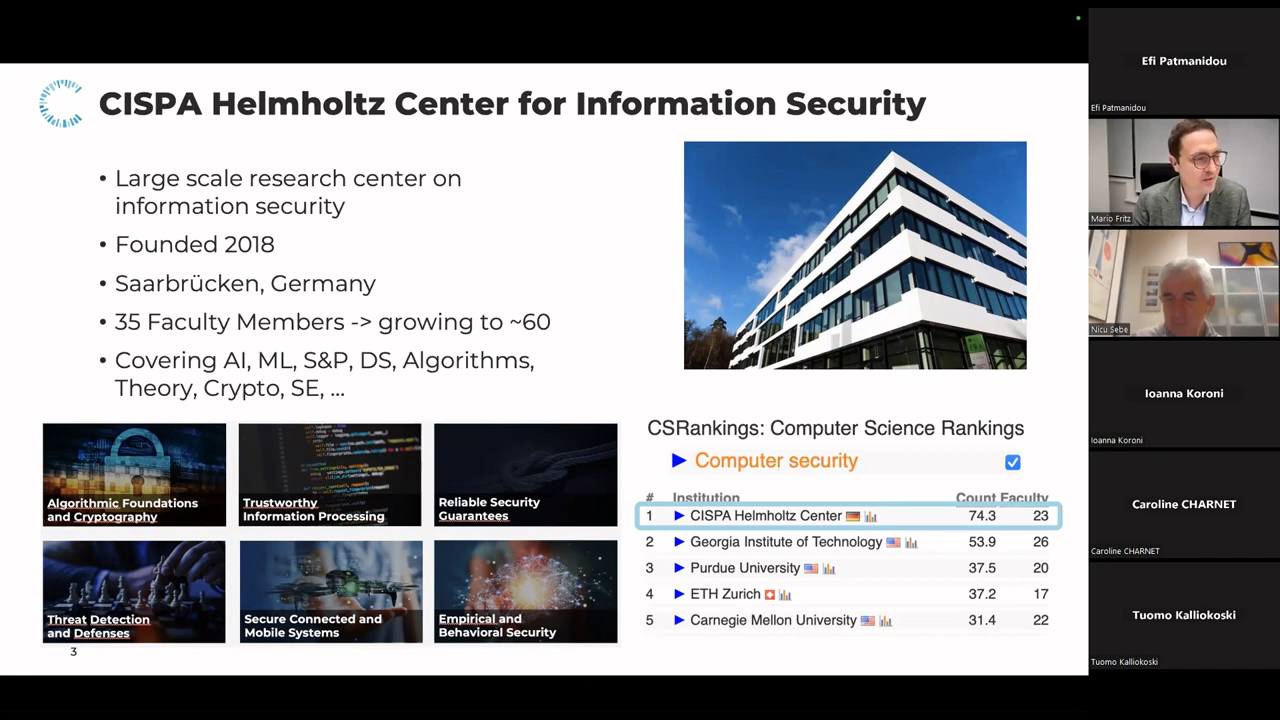 CISPA Helmholtz Center for Information Security
• Large scale research center on
information security
• Founded 2018
• Saarbrücken, Germany
• 35 Faculty Members -> growing to ~60
• Covering AI, ML, S&P, DS, Algorithms,
Theory, Crypto, SE, ...
Algorithmic Foundations
and Cryptography
Trustworthy
Information Processing
Reliable Security
Guarantees
Threat Detection
and Defenses
Secure Connected and
Mobile Systems
Empirical and
Behavioral Security
3
CSRankings: Computer Science Rankings
Computer security
# Institution Count Faculty
1 CISPA Helmholtz Center 74.3 23
2 Georgia Institute of Technology 53.9 26
3 Purdue University 37.5 20
4 ETH Zurich 37.2 17
5 Carnegie Mellon University 31.4 22
Efi Patmanidou
Efi Patmanidou
Mario Fritz
Nicu Sebe
Ioanna Koroni
Ioanna Koroni
Caroline CHARNET
Caroline CHARNET
Tuomo Kalliokoski
Tuomo Kalliokoski